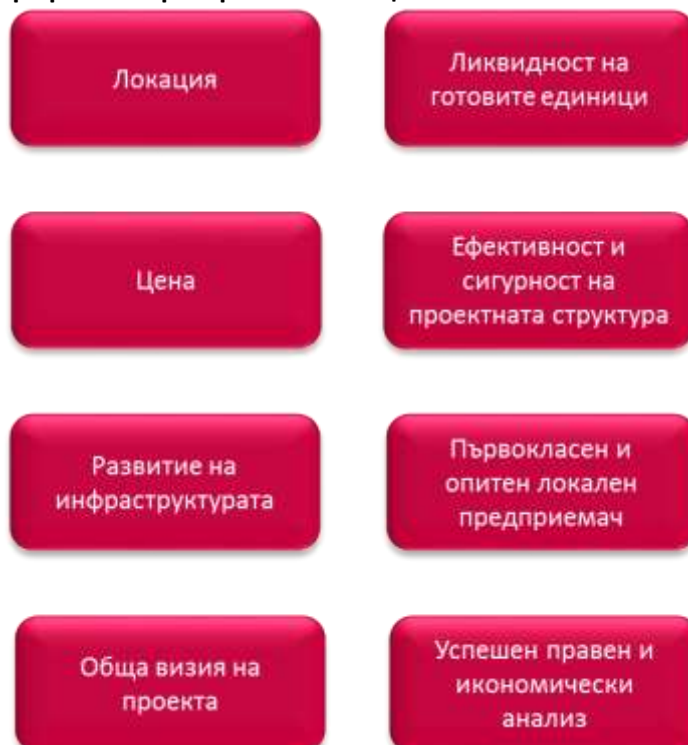 Локация
Ликвидност на
готовите единици
Цена
Ефективност и
сигурност на
проектната структура
Развитие на
инфраструктурата
Първокласен и
опитен локален
предприемач
Обща визия на
проекта
Успешен правен и
икономически
анализ